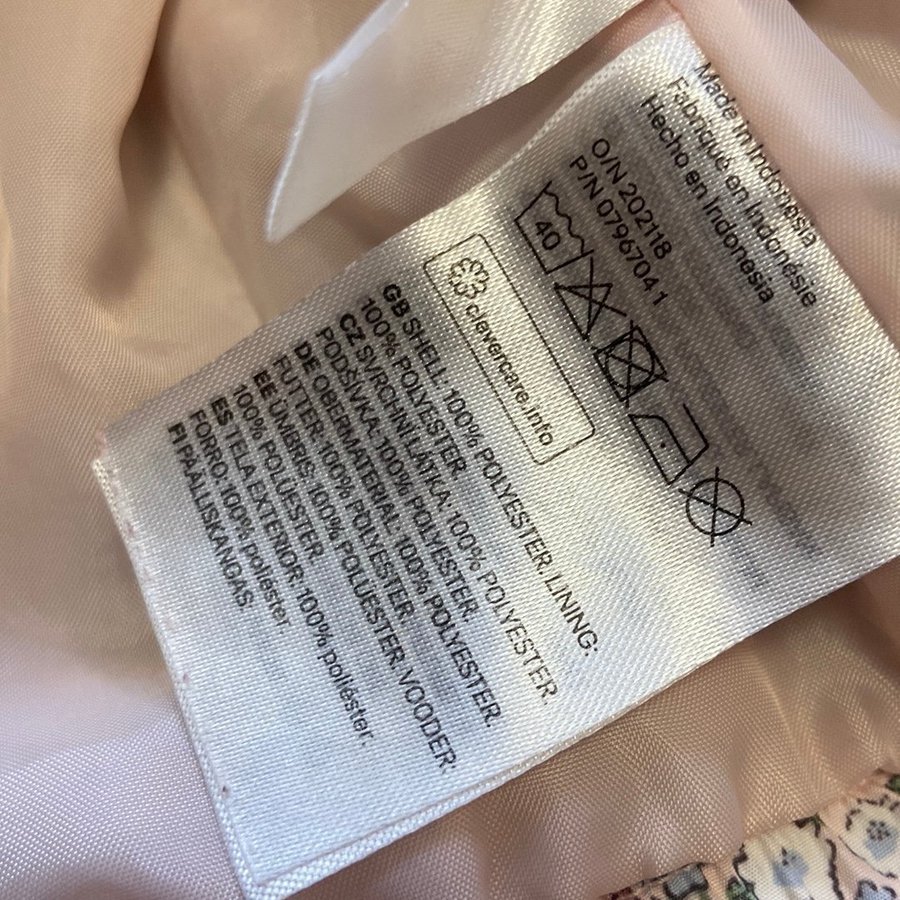 Made in Indonesia
Fabriqué en Indonésie
Hecho en Indonesia
O/N 202118
P/N 0796704 1
40
clevercare.info
GB SHELL: 100% POLYESTER. LINING:
100% POLYESTER
CZ SVRCHNÍ LÁTKA: 100% POLYESTER.
PODŠÍVKA: 100% POLYESTER.
DE OBERMATERIAL: 100% POLYESTER.
FUTTER: 100% POLYESTER.
EE ÜMBRIS: 100% POLÜESTER. VOODER:
100% POLÜESTER.
ES TELA EXTERIOR: 100% poliéster.
FORRO: 100% poliéster.
FI PÄÄLLISKANGAS: